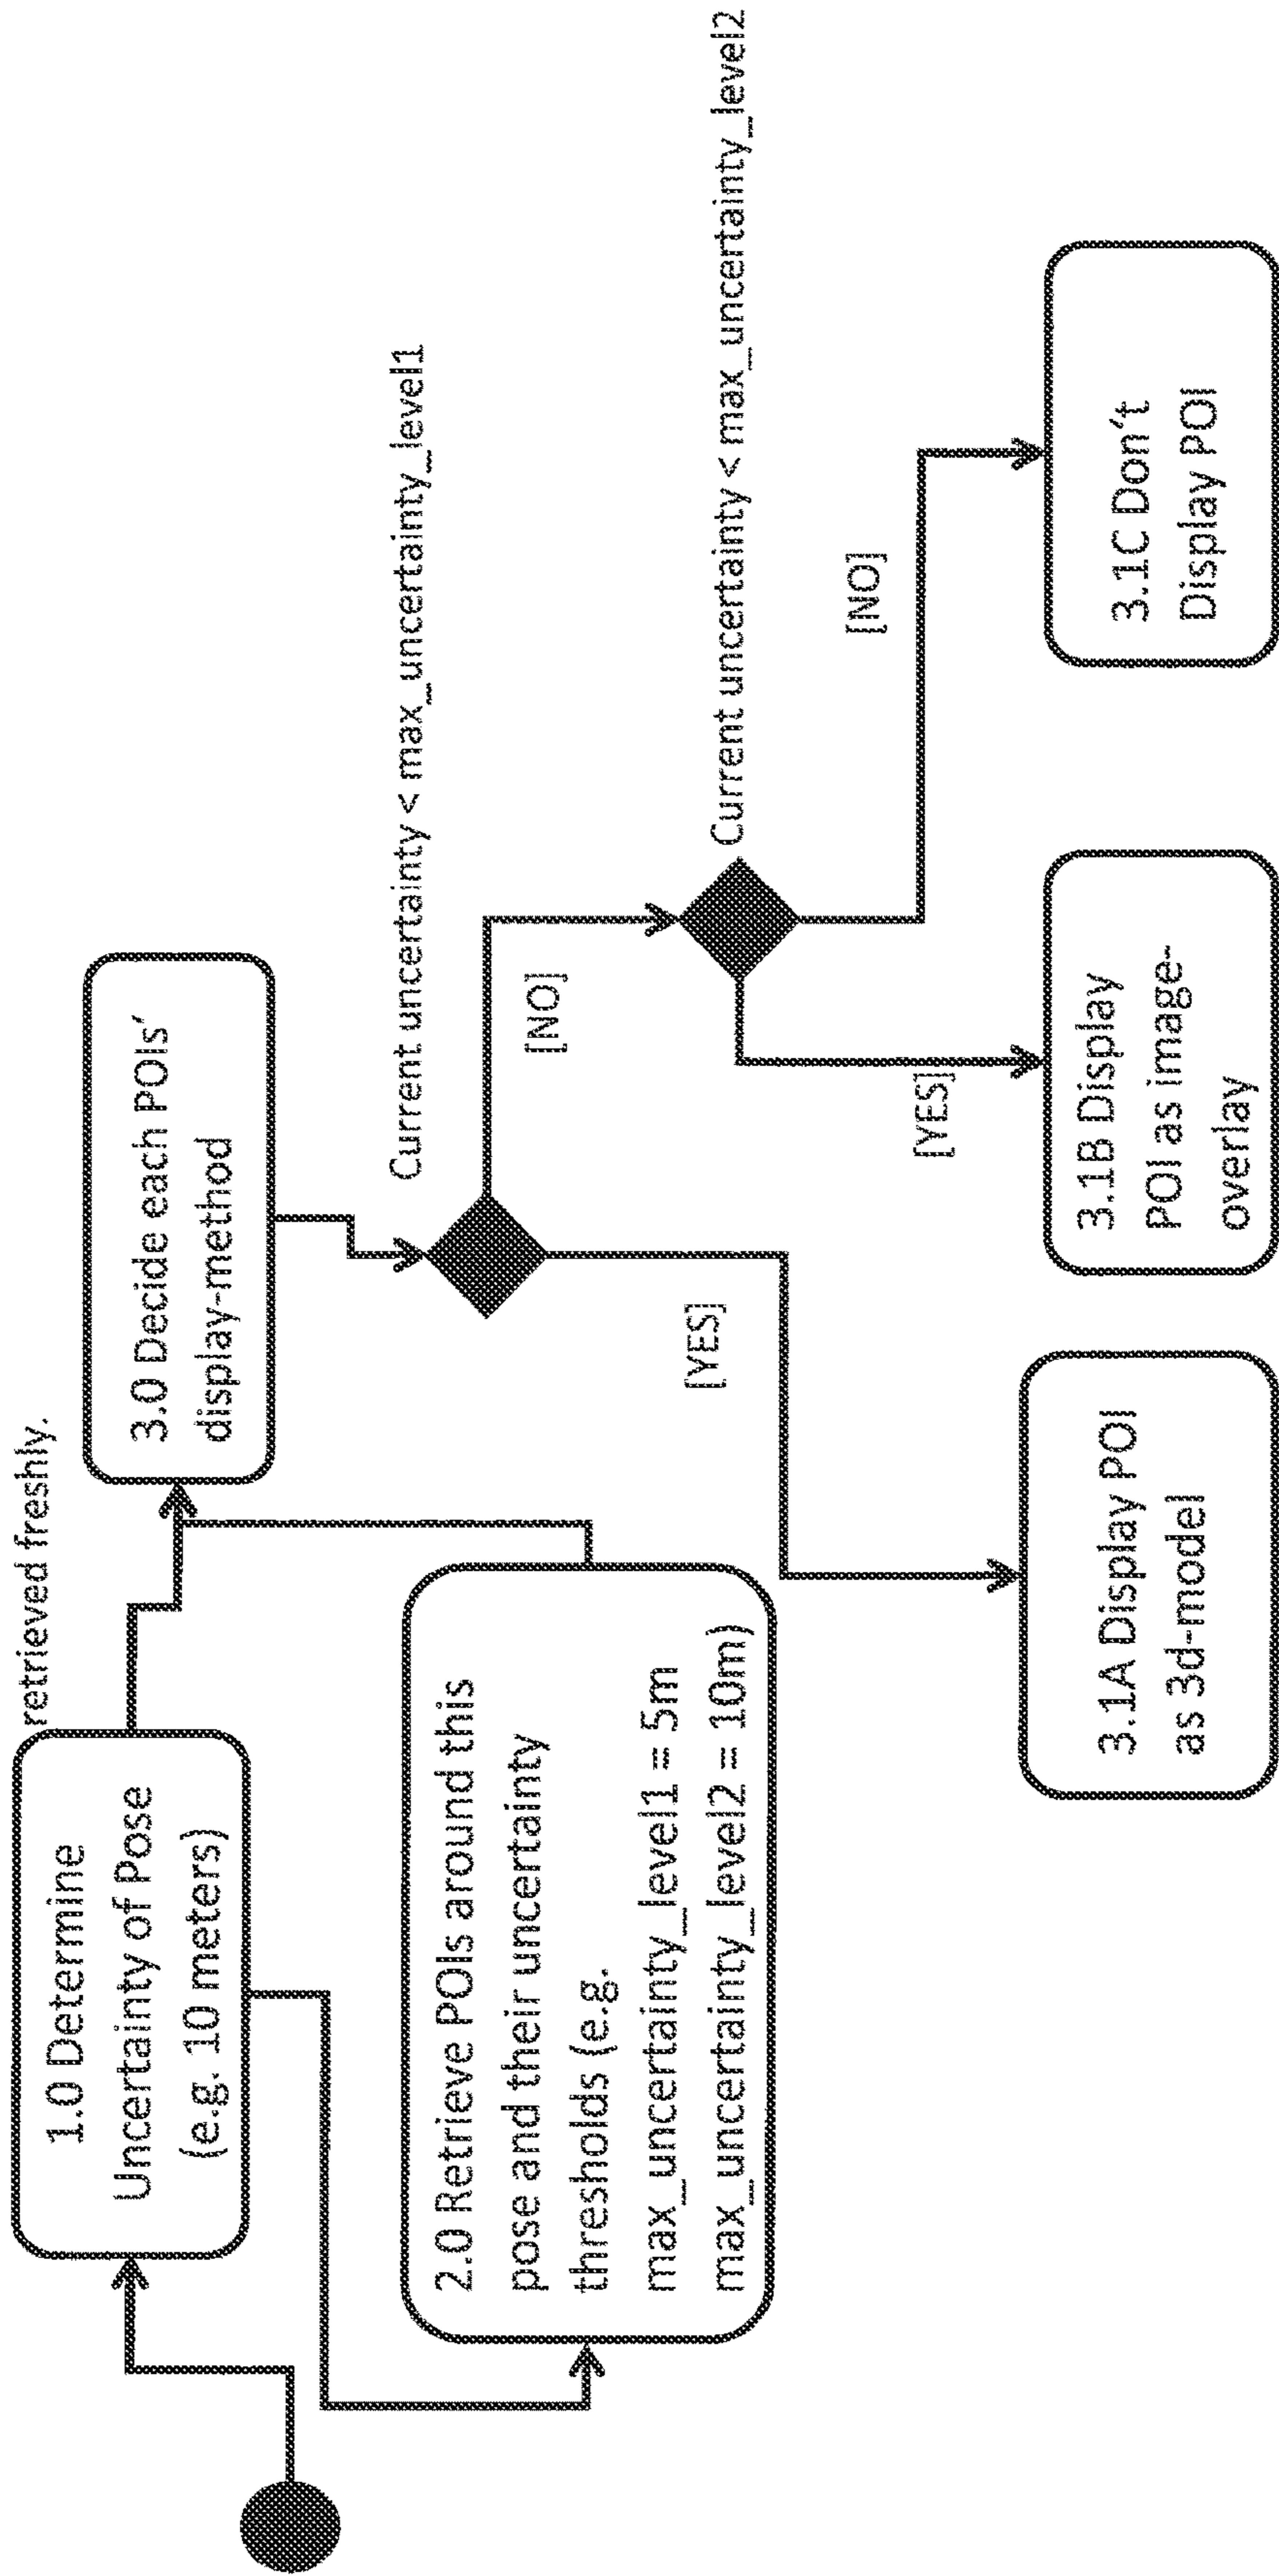 retrieved freshly.
1.0 Determine
Uncertainty of Pose
(e.g. 10 meters)
2.0 Retrieve POIs around this
pose and their uncertainty
thresholds (e.g.
max_uncertainty_level1 = 5m
max_uncertainty_level2 = 10m)
3.0 Decide each POIs‘
display-method
Current uncertainty < max_uncertainty_level1
[NO]
[YES]
Current uncertainty < max_uncertainty_level2
[NO]
[YES]
3.1A Display POI
as 3d-model
3.1B Display
POI as image-
overlay
3.1C Don‘t
Display POI